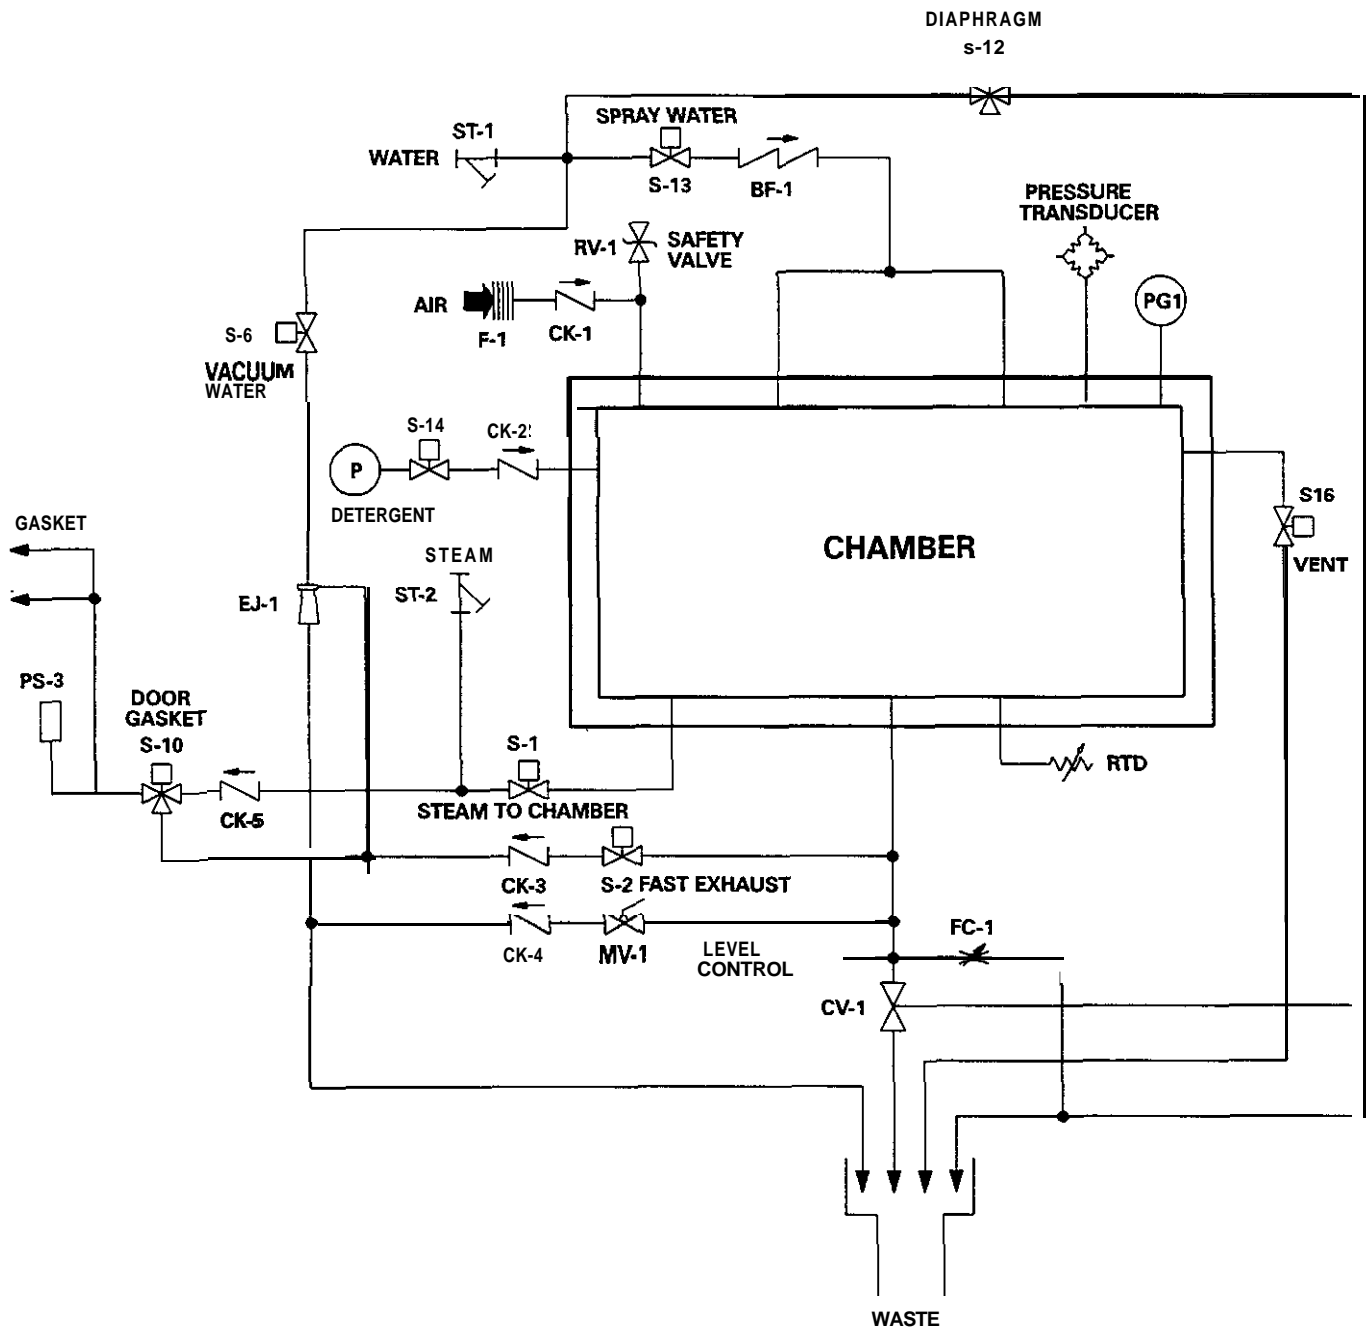 DIAPHRAGM
s-12
SPRAY WATER
ST-1
WATER
S-13
BF-1
PRESSURE
TRANSDUCER
RV-1
SAFETY
VALVE
AIR
F-1
CK-1
PG1
S-6
VACUUM
WATER
S-14
CK-2
P
DETERGENT
S16
VENT
GASKET
CHAMBER
STEAM
ST-2
EJ-1
PS-3
DOOR
GASKET
S-10
S-1
RTD
CK-5
STEAM TO CHAMBER
CK-3
S-2 FAST EXHAUST
CK-4
MV-1
LEVEL
CONTROL
FC-1
CV-1
WASTE